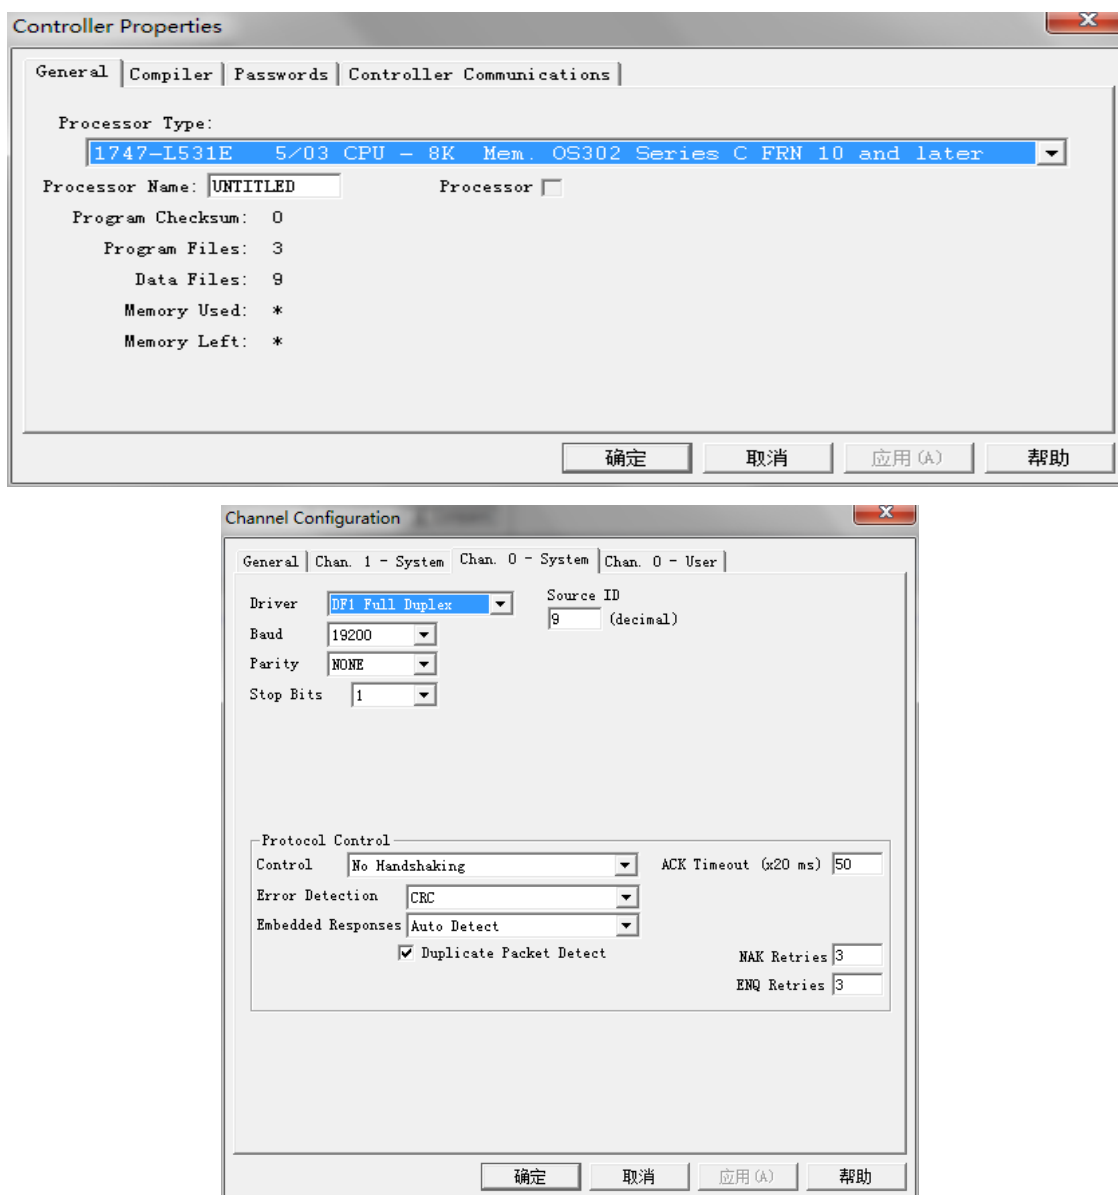 Controller Properties
General Compiler Passwords Controller Communications
Processor Type:
1747-L531E 5/03 CPU - 8K Mem. OS302 Series C FRN 10 and later
Processor Name: UNTITLED Processor
Program Checksum: 0
Program Files: 3
Data Files: 9
Memory Used: *
Memory Left: *
确定 取消 应用(A) 帮助
Channel Configuration
General Chan. 1 - System Chan. 0 - System Chan. 0 - User
Driver DF1 Full Duplex Source ID
9 (decimal)
Baud 19200
Parity NONE
Stop Bits 1
Protocol Control
Control No Handshaking ACK Timeout (x20 ms) 50
Error Detection CRC
Embedded Responses Auto Detect
Duplicate Packet Detect NAK Retries 3
ENQ Retries 3
确定 取消 应用(A) 帮助